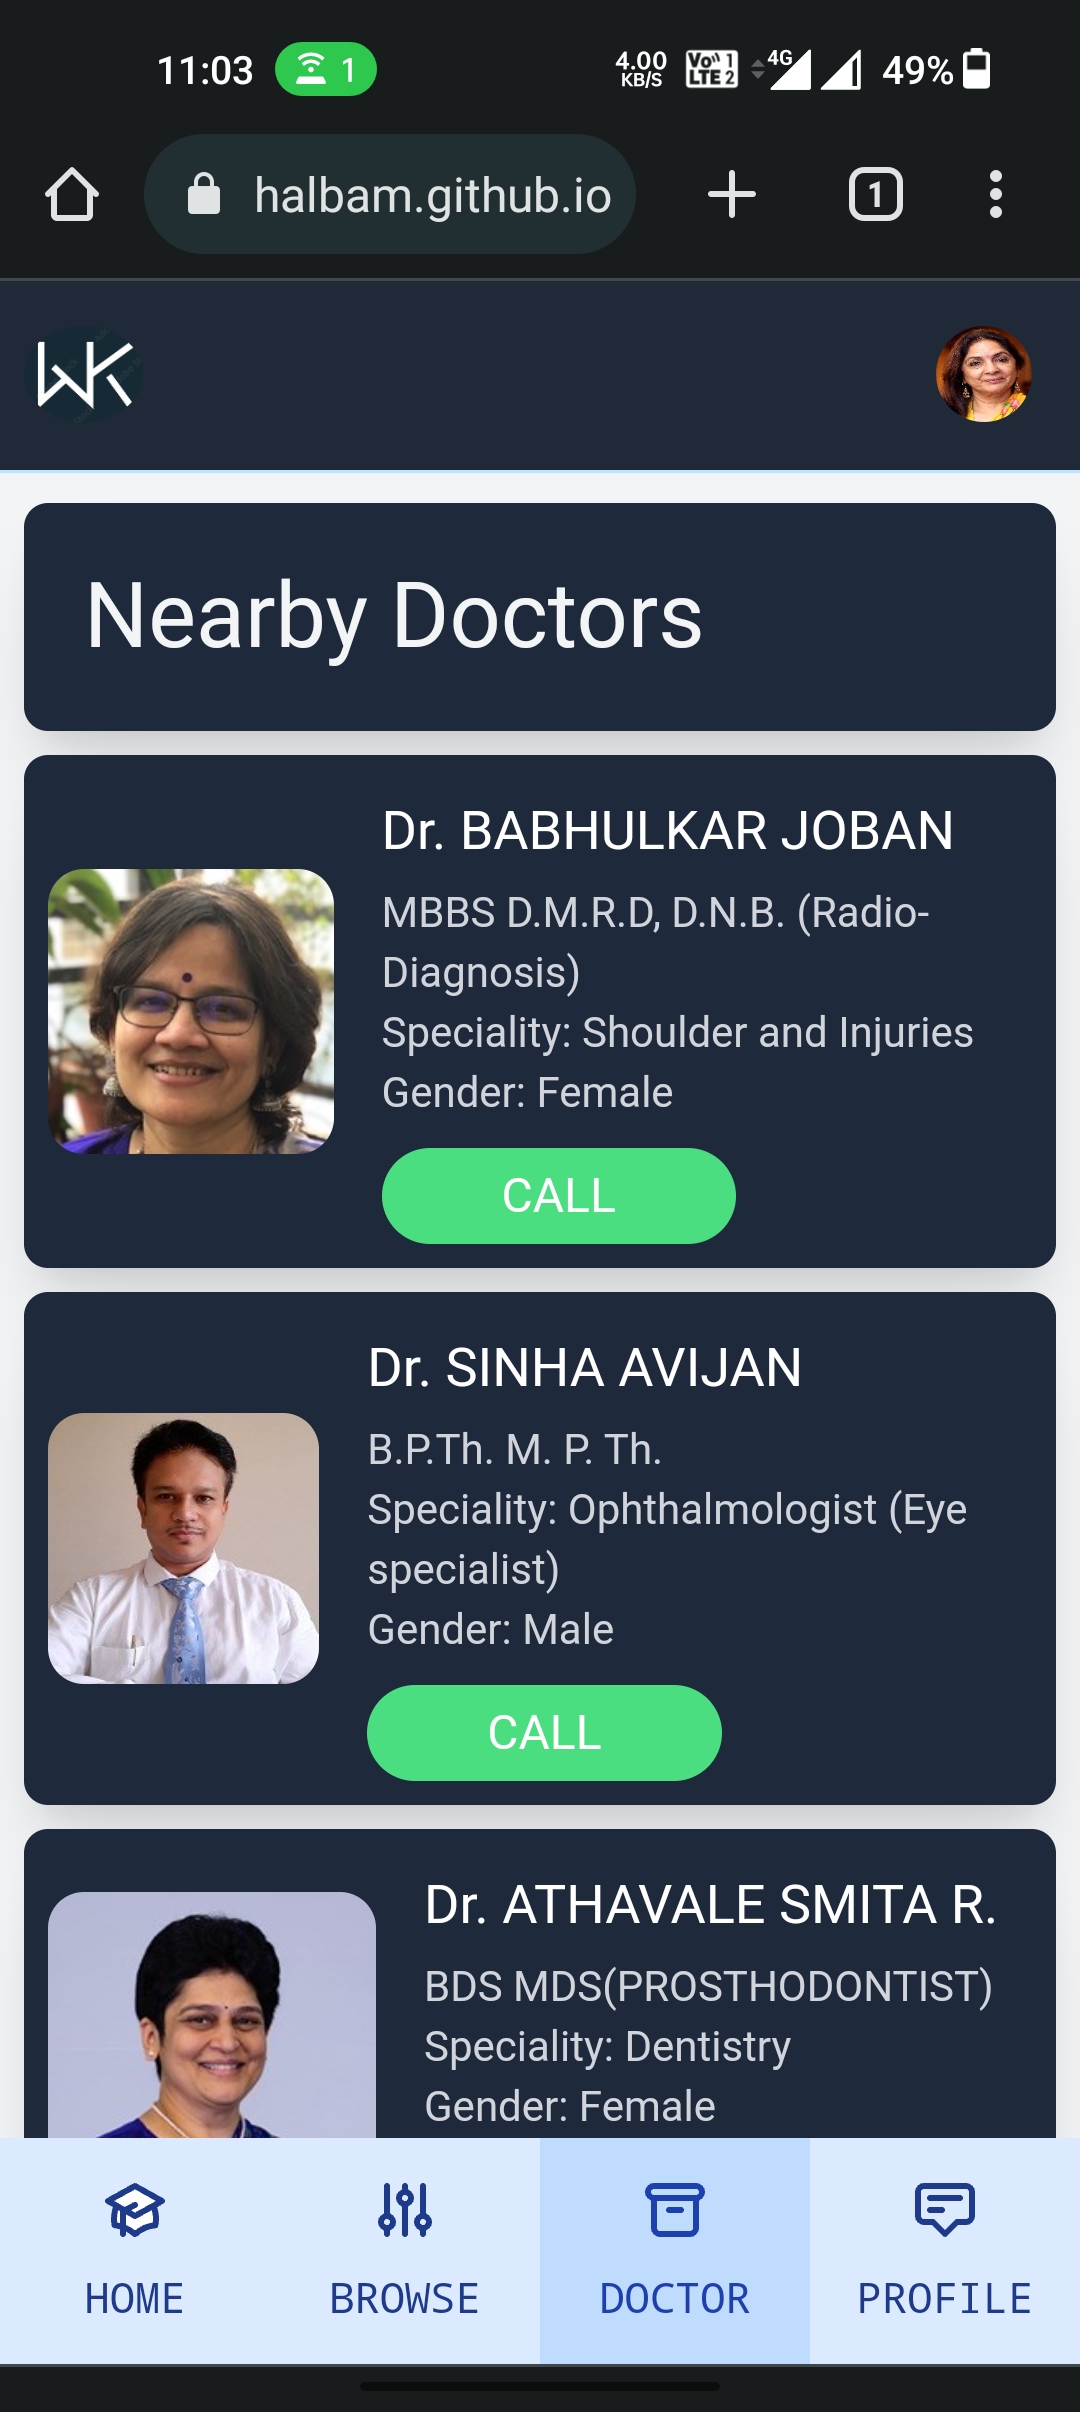 11:03
1
4.00
KB/S
Vo 1
LTE 2
4G
49%
halbam.github.io
1
WK
Nearby Doctors
Dr. BABHULKAR JOBAN
MBBS D.M.R.D, D.N.B. (Radio-
Diagnosis)
Speciality: Shoulder and Injuries
Gender: Female
CALL
Dr. SINHA AVIJAN
B.P.Th. M. P. Th.
Speciality: Ophthalmologist (Eye
specialist)
Gender: Male
CALL
Dr. ATHAVALE SMITA R.
BDS MDS(PROSTHODONTIST)
Speciality: Dentistry
Gender: Female
HOME
BROWSE
DOCTOR
PROFILE